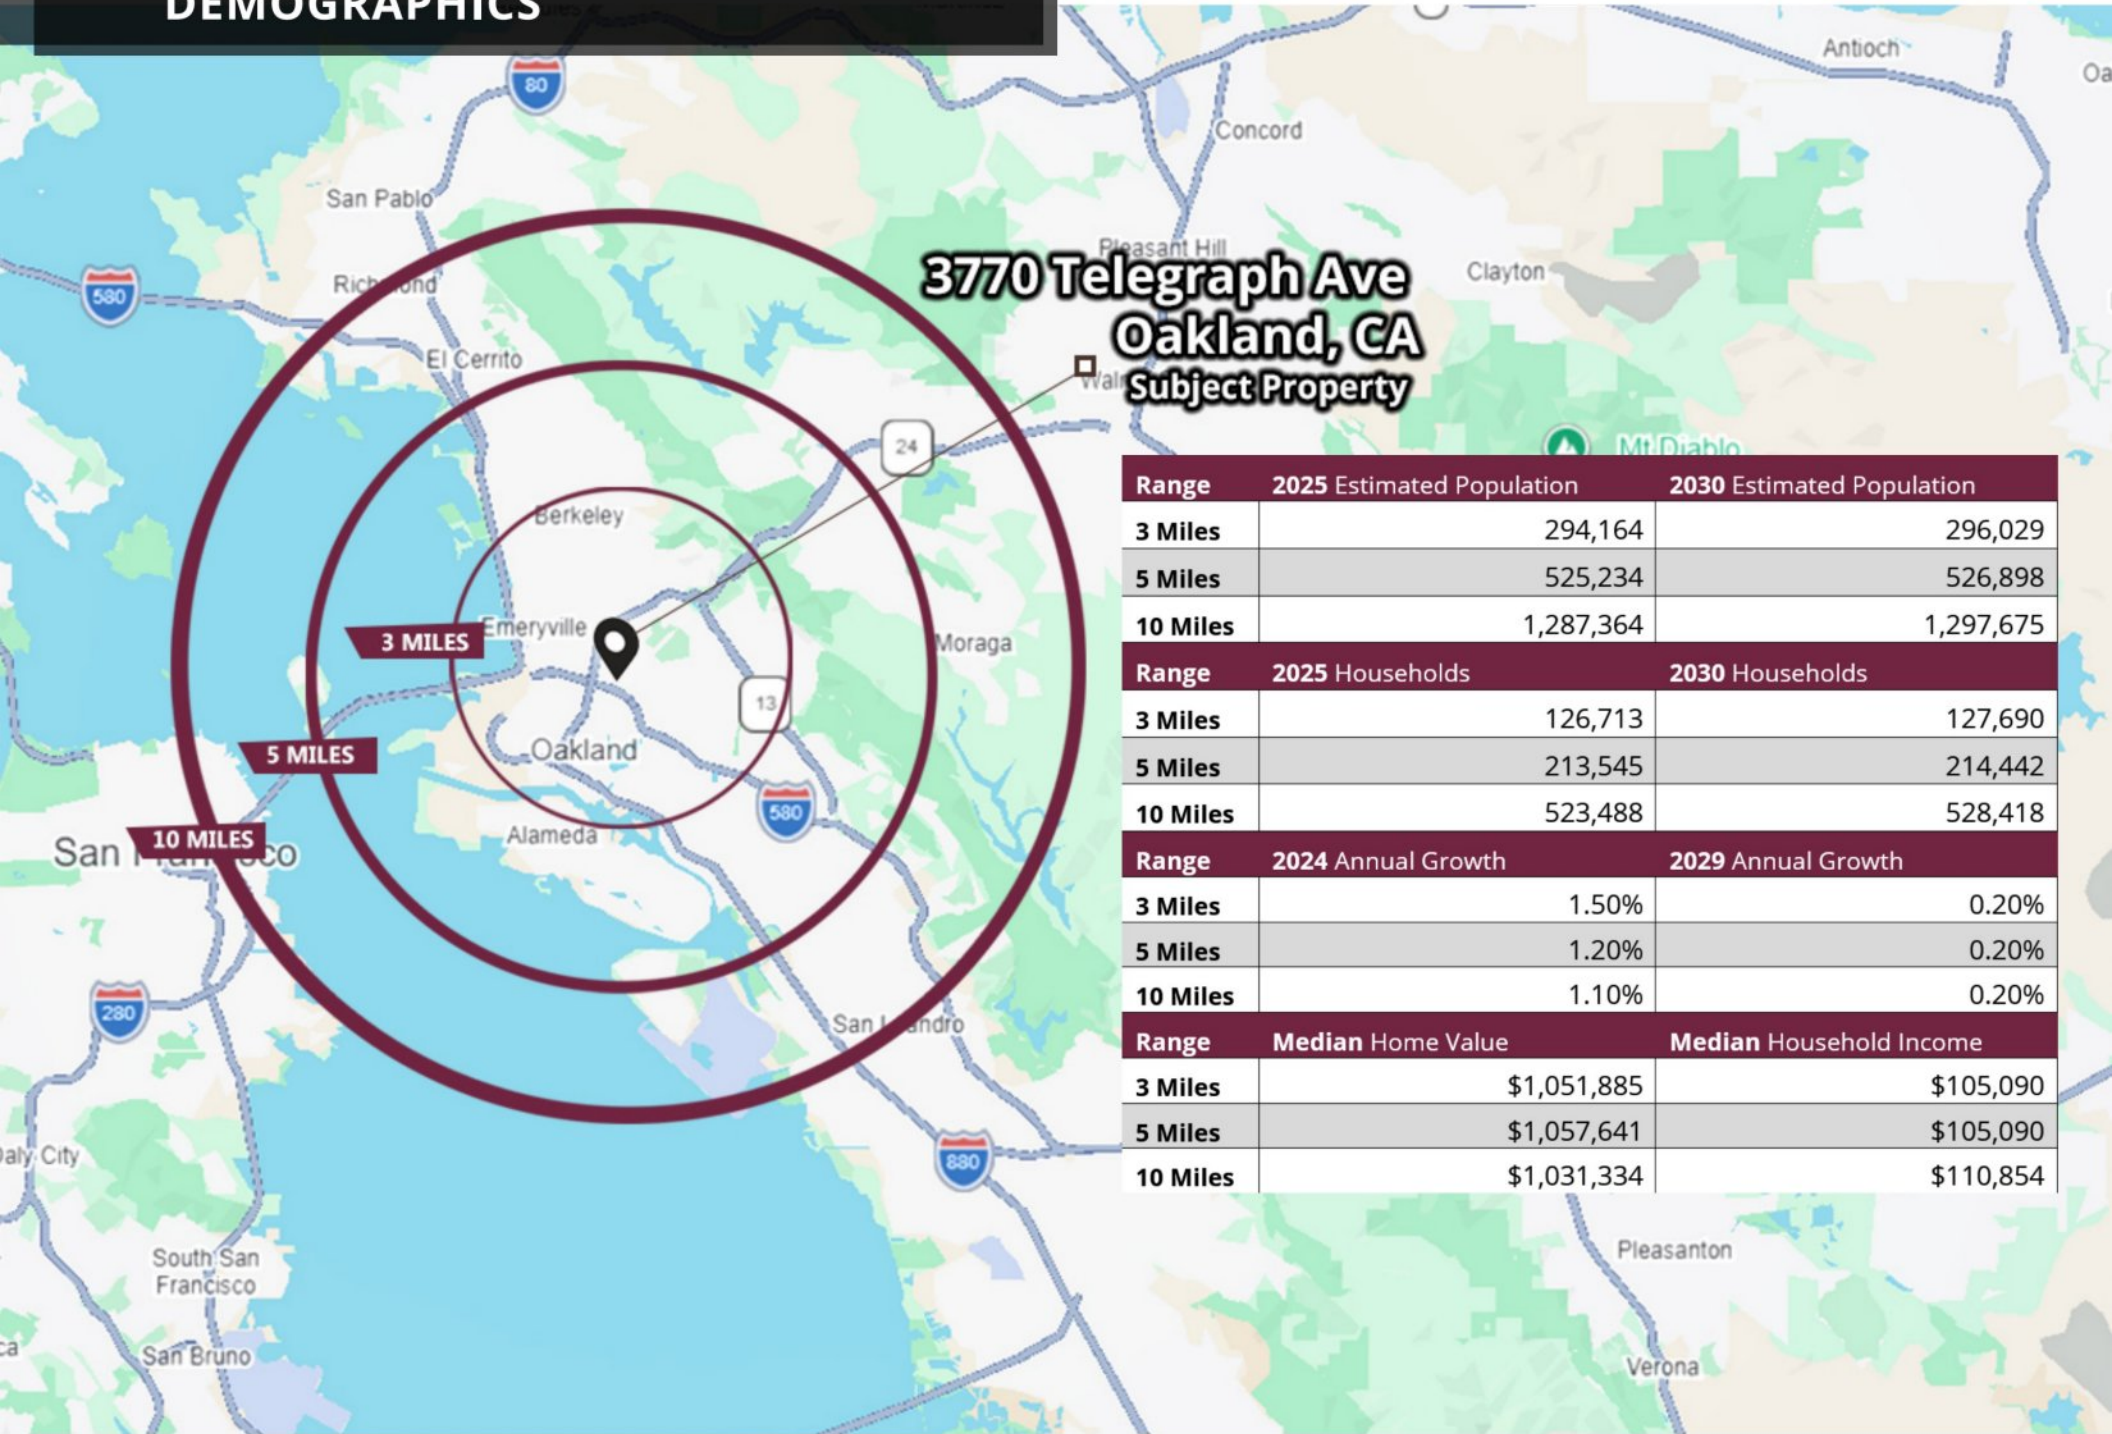 DEMOGRAPHICS
80
Antioch
Concord
San Pablo
Pleasant Hill
3770 Telegraph Ave
Oakland, CA
Subject Property
Clayton
580
Richmond
El Cerrito
24
Mt Diablo
Berkeley
Emeryville
3 MILES
Moraga
13
Oakland
5 MILES
580
Alameda
10 MILES
San Francisco
280
San Leandro
880
Daly City
South San
Francisco
San Bruno
Pleasanton
Verona
Range 2025 Estimated Population 2030 Estimated Population
3 Miles 294,164 296,029
5 Miles 525,234 526,898
10 Miles 1,287,364 1,297,675
Range 2025 Households 2030 Households
3 Miles 126,713 127,690
5 Miles 213,545 214,442
10 Miles 523,488 528,418
Range 2024 Annual Growth 2029 Annual Growth
3 Miles 1.50% 0.20%
5 Miles 1.20% 0.20%
10 Miles 1.10% 0.20%
Range Median Home Value Median Household Income
3 Miles $1,051,885 $105,090
5 Miles $1,057,641 $105,090
10 Miles $1,031,334 $110,854